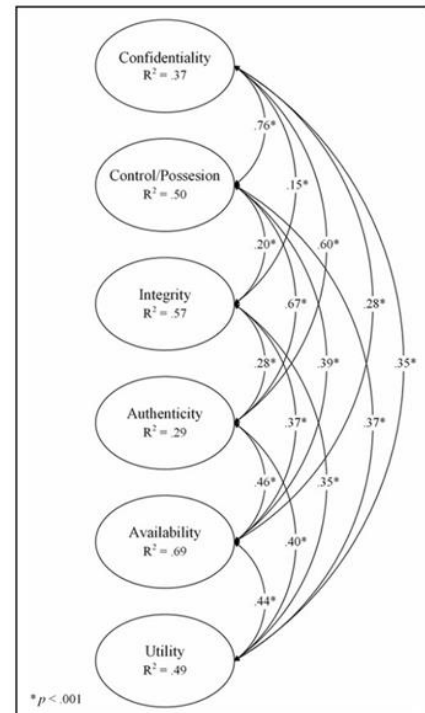 Confidentiality
R² = .37
.76*
Control/Possesion
R² = .50
.15*
.20*
.60*
Integrity
R² = .57
.67*
.28*
.28*
.39*
.35*
Authenticity
R² = .29
.37*
.37*
.46*
.35*
Availability
R² = .69
.40*
.44*
Utility
R² = .49
* p < .001